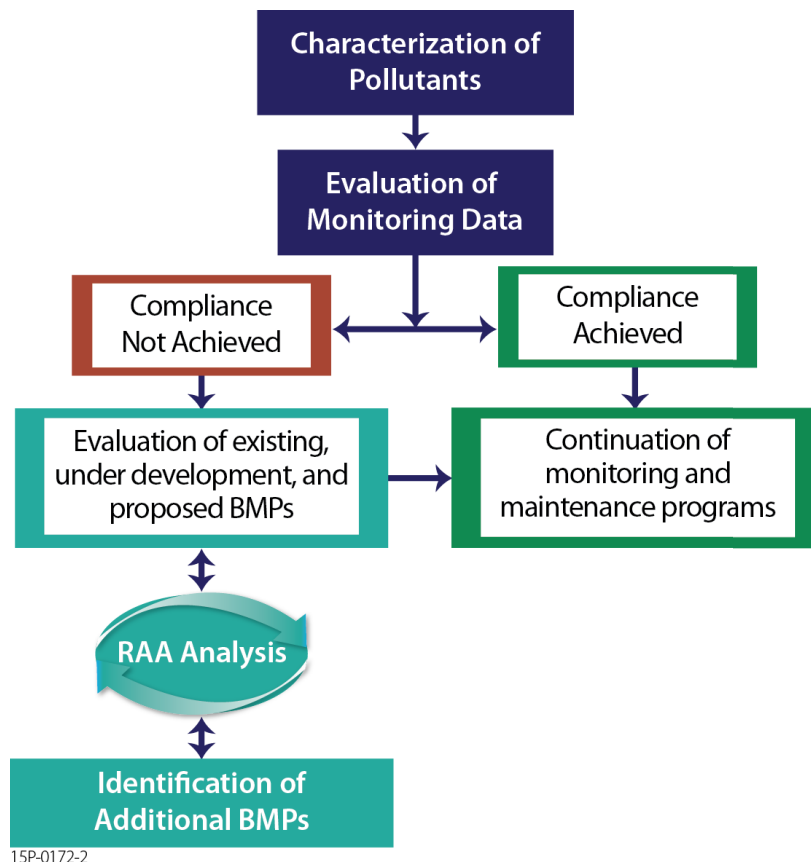 Characterization of
Pollutants
Evaluation of
Monitoring Data
Compliance
Not Achieved
Compliance
Achieved
Evaluation of existing,
under development, and
proposed BMPs
Continuation of
monitoring and
maintenance programs
RAA Analysis
Identification of
Additional BMPs
15P-0172-2